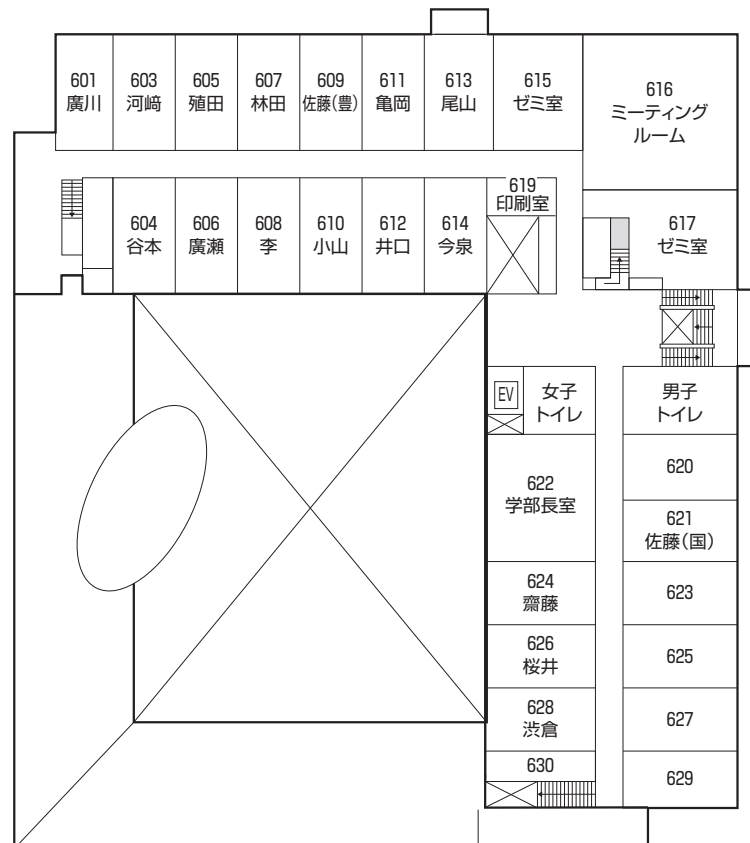 601
廣川
603
河﨑
605
殖田
607
林田
609
佐藤(豊)
611
亀岡
613
尾山
615
ゼミ室
616
ミーティング
ルーム
604
谷本
606
廣瀬
608
李
610
小山
612
井口
614
今泉
619
印刷室
617
ゼミ室
EV
女子
トイレ
男子
トイレ
620
622
学部長室
621
佐藤(国)
624
齋藤
623
626
桜井
625
628
渋倉
627
630
629